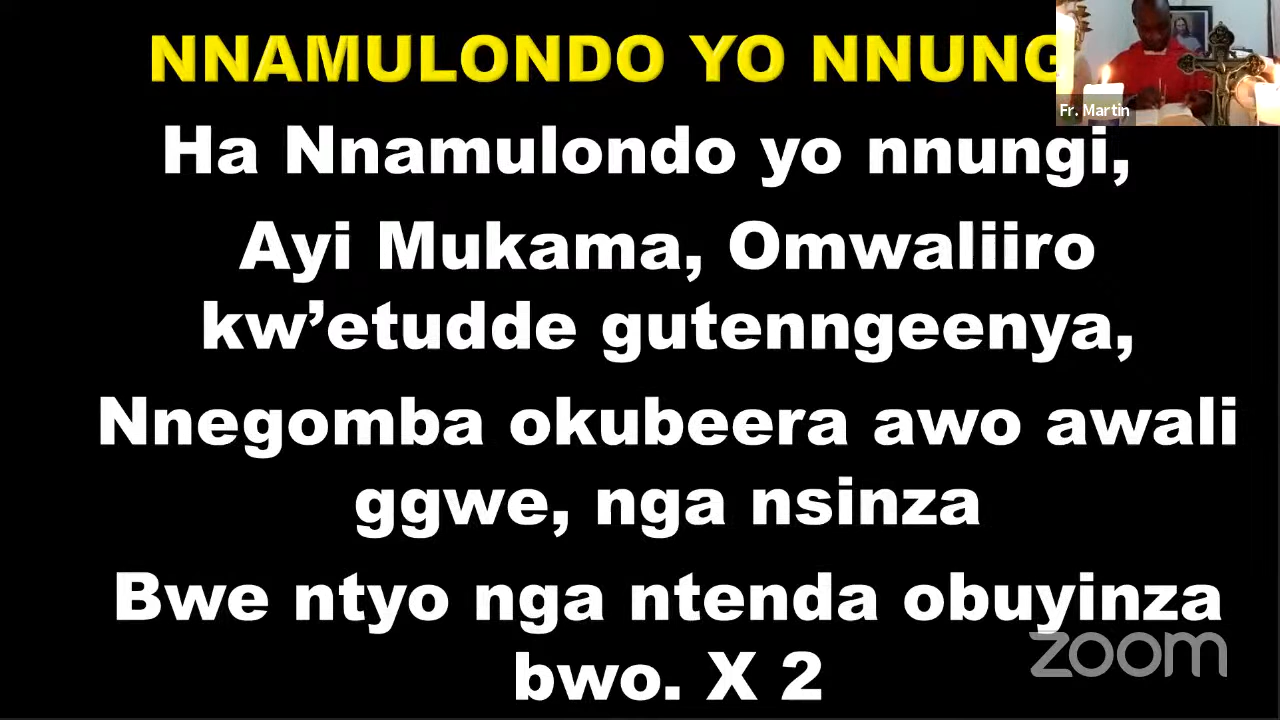 NNAMULONDO YO NNUNG
Fr. Martin
Ha Nnamulondo yo nnungi,
Ayi Mukama, Omwaliiro
kw’etudde gutenngeenya,
Nnegomba okubeera awo awali
ggwe, nga nsinza
Bwe ntyo nga ntenda obuyinza
bwo. X 2
zoom